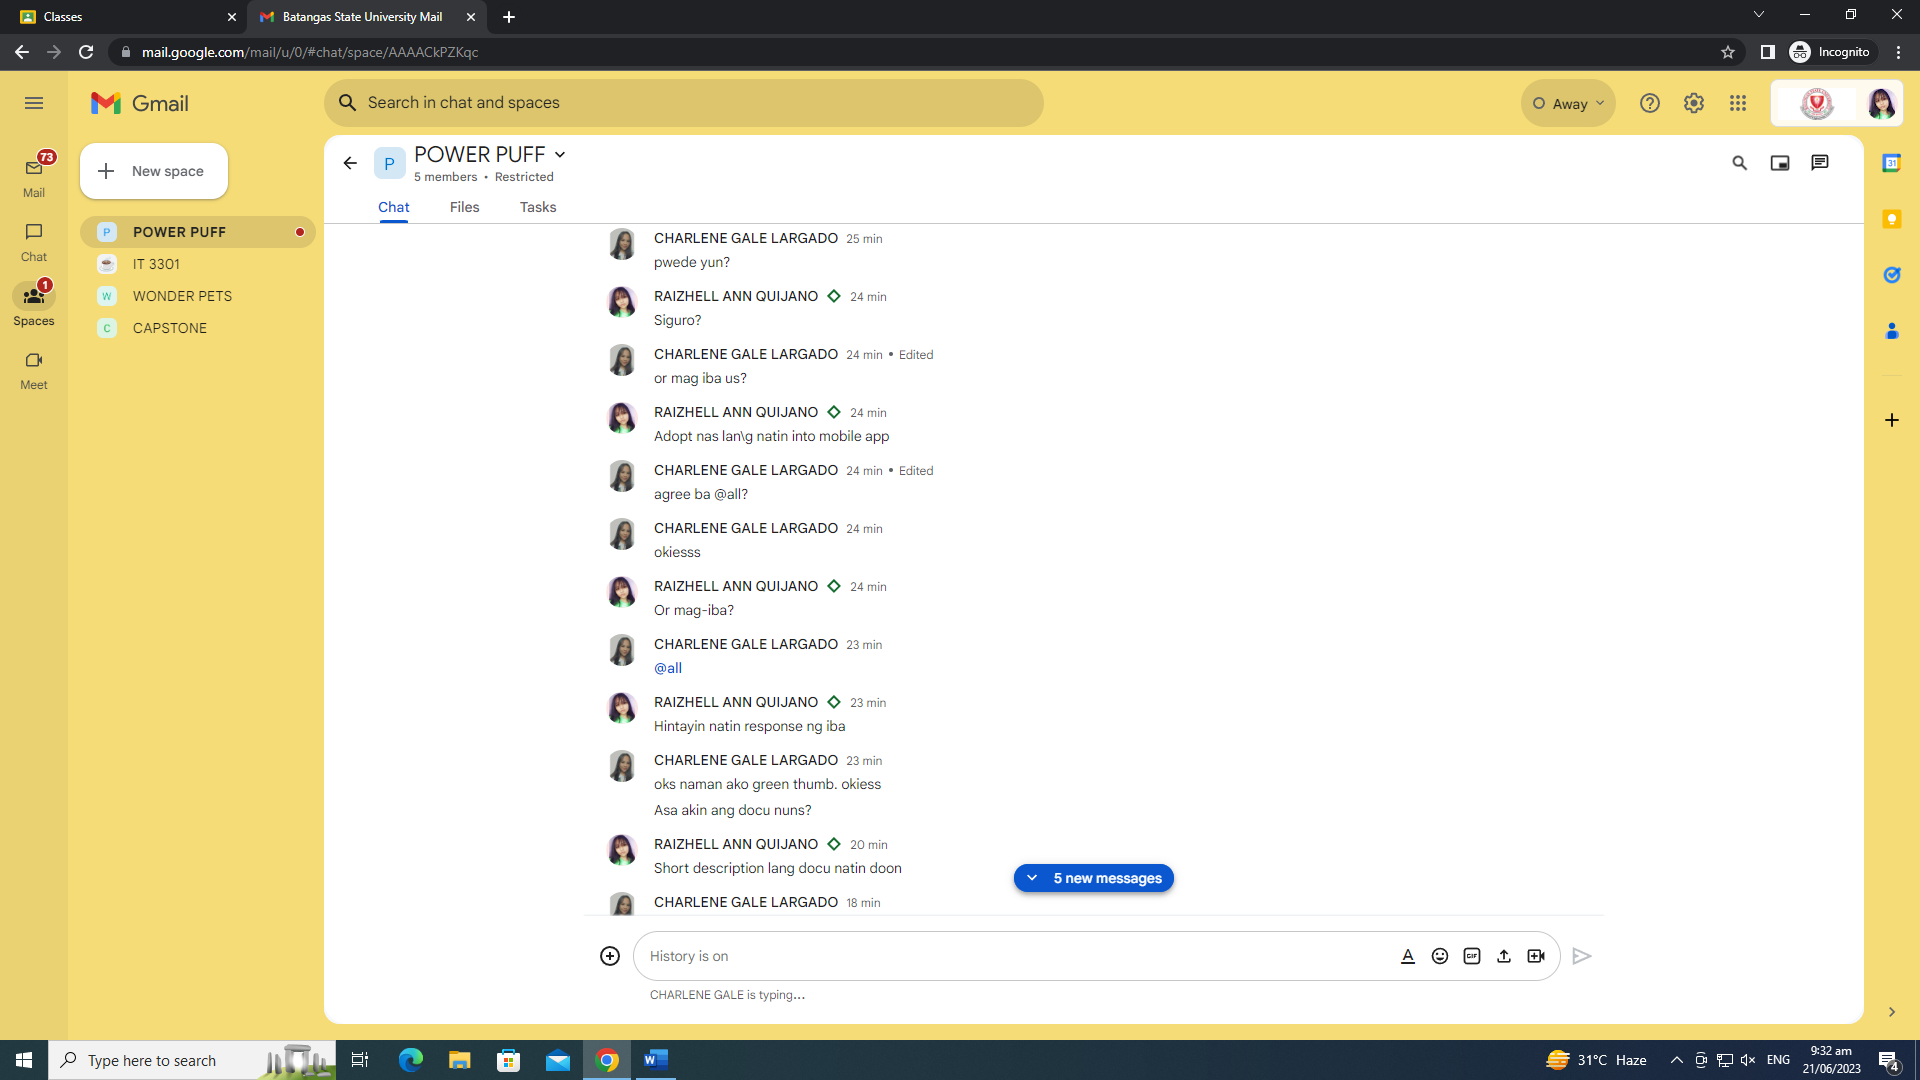 Classes
Batangas State University Mail
mail.google.com/mail/u/0/#chat/space/AAAACkPZKqc
Incognito
Gmail
Search in chat and spaces
Away
73
Mail
Chat
1
Spaces
Meet
New space
P POWER PUFF
IT 3301
W WONDER PETS
C CAPSTONE
P
POWER PUFF
5 members • Restricted
Chat Files Tasks
CHARLENE GALE LARGADO 25 min
pwede yun?
RAIZHELL ANN QUIJANO 24 min
Siguro?
CHARLENE GALE LARGADO 24 min • Edited
or mag iba us?
RAIZHELL ANN QUIJANO 24 min
Adopt nas lan\g natin into mobile app
CHARLENE GALE LARGADO 24 min • Edited
agree ba @all?
CHARLENE GALE LARGADO 24 min
okiesss
RAIZHELL ANN QUIJANO 24 min
Or mag-iba?
CHARLENE GALE LARGADO 23 min
@all
RAIZHELL ANN QUIJANO 23 min
Hintayin natin response ng iba
CHARLENE GALE LARGADO 23 min
oks naman ako green thumb. okiess
Asa akin ang docu nuns?
RAIZHELL ANN QUIJANO 20 min
Short description lang docu natin doon
5 new messages
CHARLENE GALE LARGADO 18 min
History is on
GIF
CHARLENE GALE is typing...
31
Type here to search
W
31°C Haze
ENG
9:32 am
21/06/2023
4